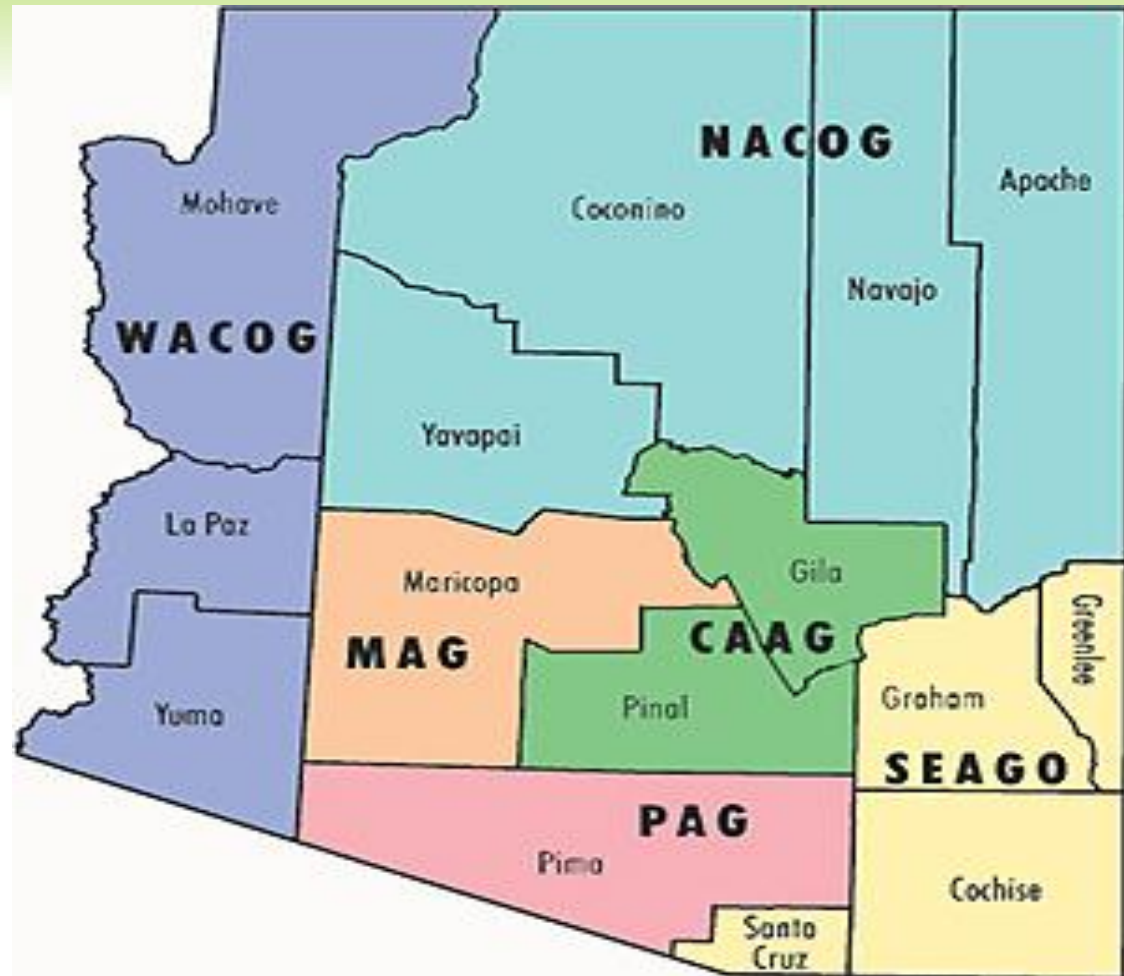 NACOG
Apache
Mohave
Coconino
Navajo
WACOG
Yavapai
La Paz
Gila
Maricopa
Greenlee
MAG
CAAG
Graham
Pinal
Yuma
SEAGO
PAG
Pima
Cochise
Santa
Cruz